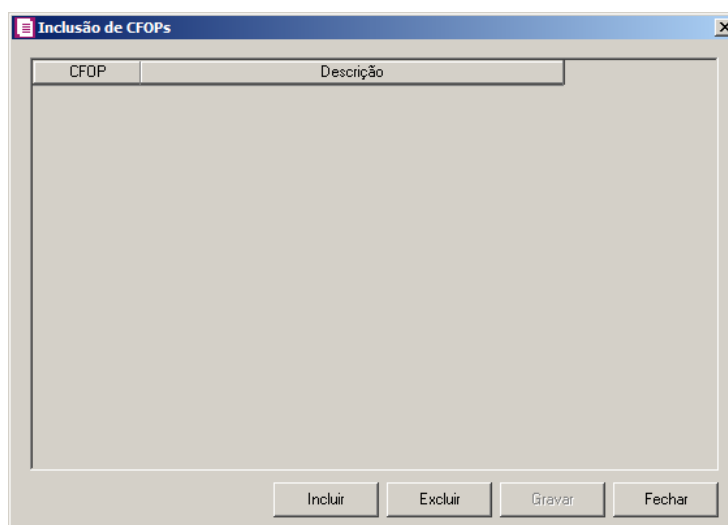 Inclusão de CFOPs
CFOP Descrição
Incluir Excluir Gravar Fechar